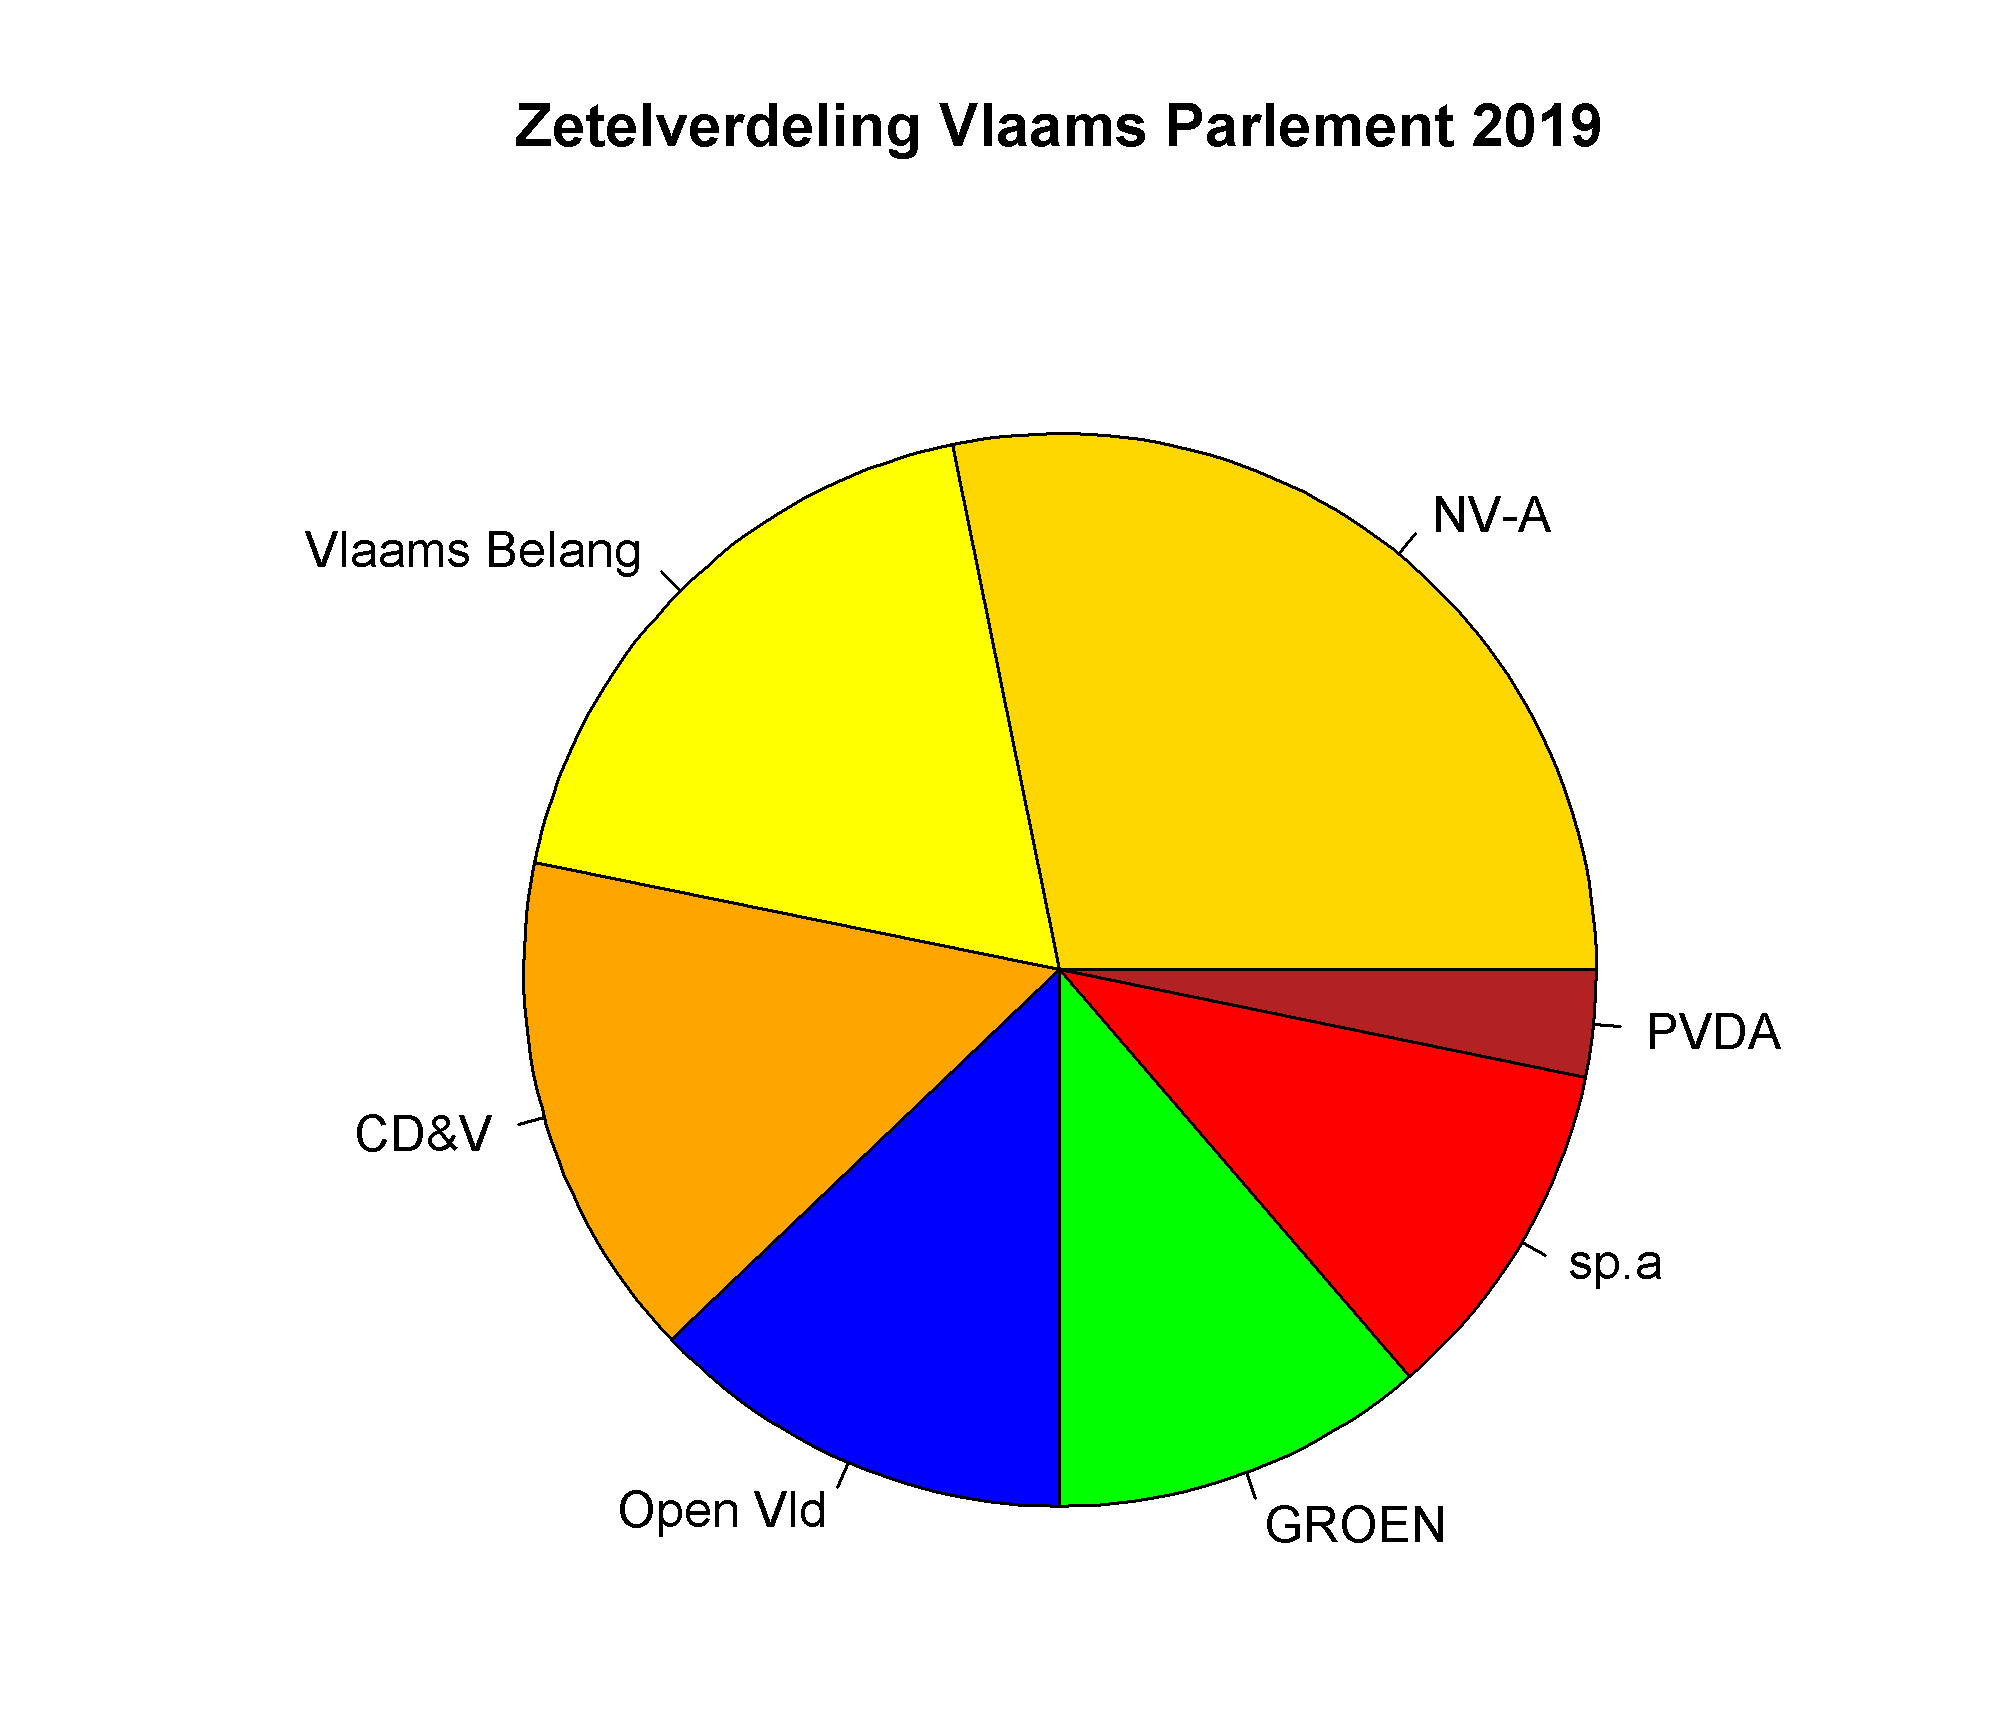 Zetelverdeling Vlaams Parlement 2019
NV-A
Vlaams Belang
PVDA
CD&V
sp.a
Open Vld
GROEN